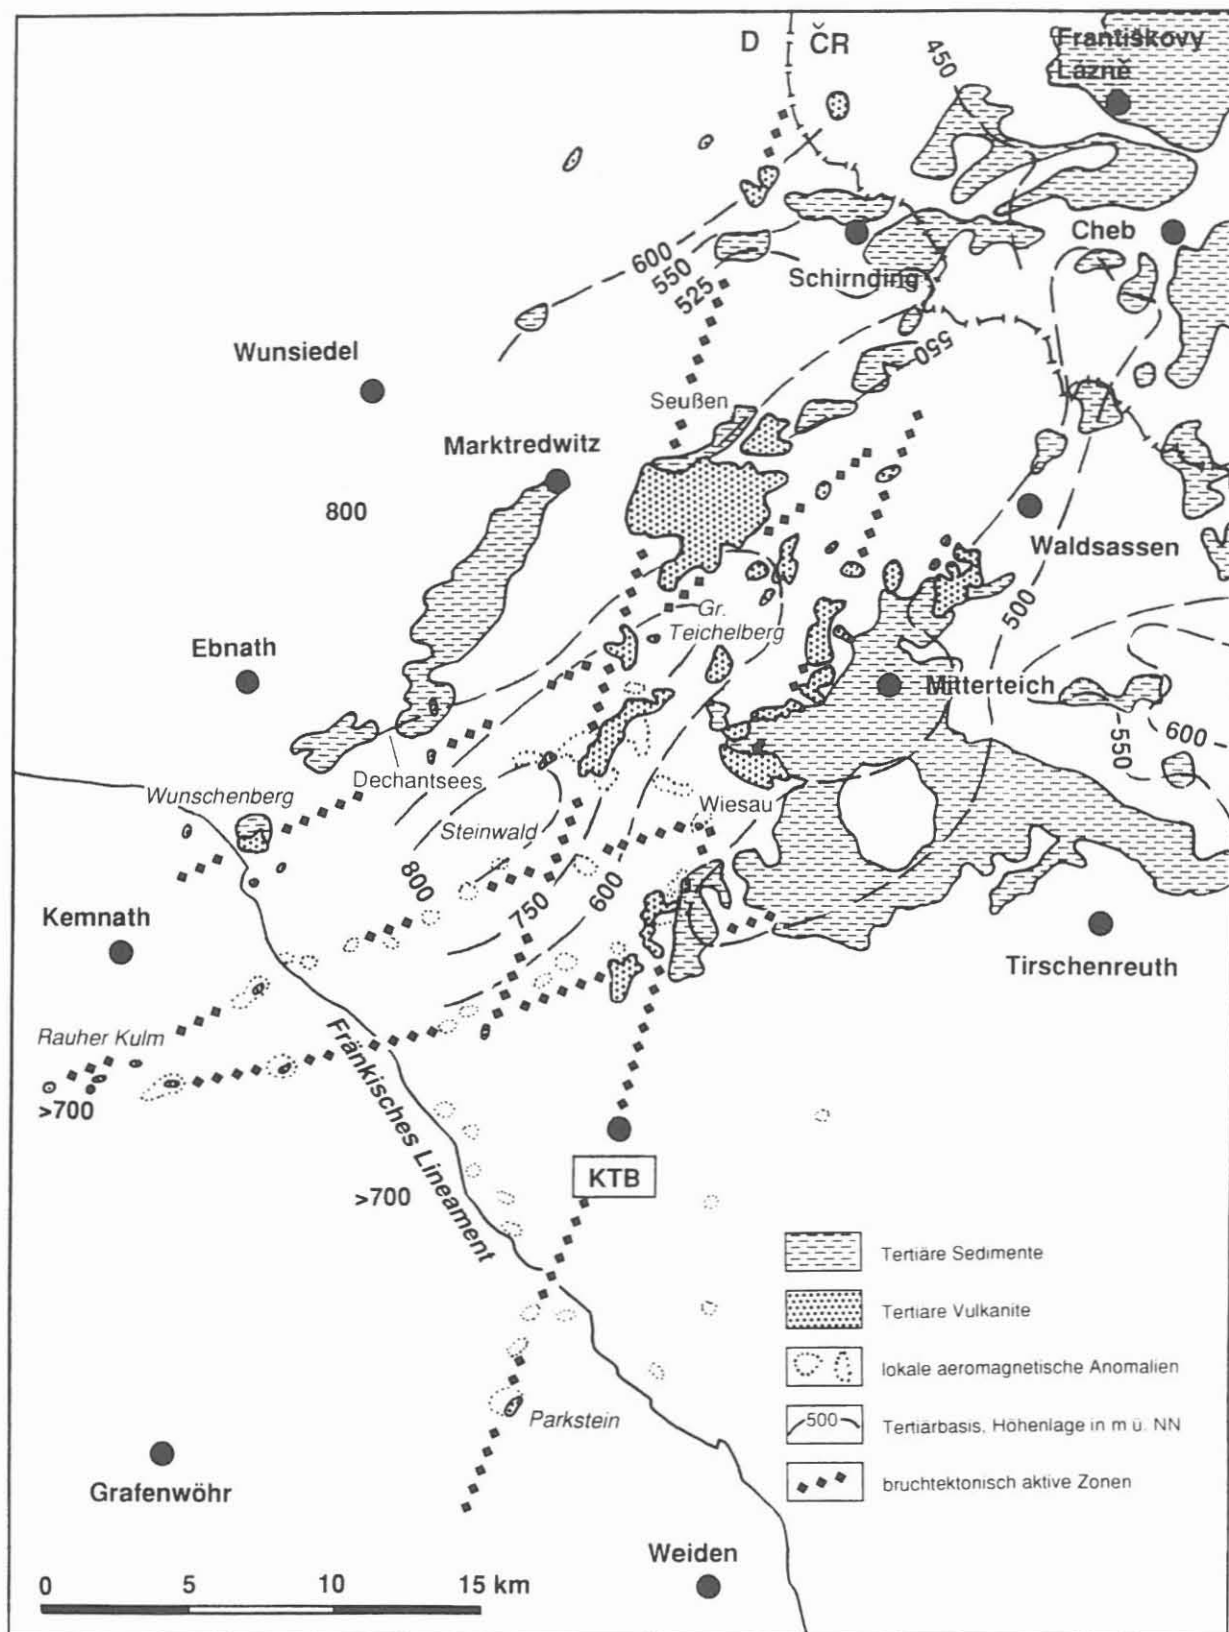 D
ČR
450
Františkovy
Lázně
Cheb
600
550
525
Schirnding
550
Wunsiedel
Seußen
Marktredwitz
800
Waldsassen
500
Gr.
Teichelberg
Ebnath
Mitterteich
550
600
Dechantsees
Wunschenberg
Steinwald
Wiesau
800
750
600
Kemnath
Tirschenreuth
Rauher Kulm
>700
Fränkisches Lineament
KTB
>700
Tertiäre Sedimente
Tertiare Vulkanite
lokale aeromagnetische Anomalien
500
Tertiärbasis, Höhenlage in m ü. NN
bruchtektonisch aktive Zonen
Parkstein
Grafenwöhr
Weiden
0 5 10 15 km